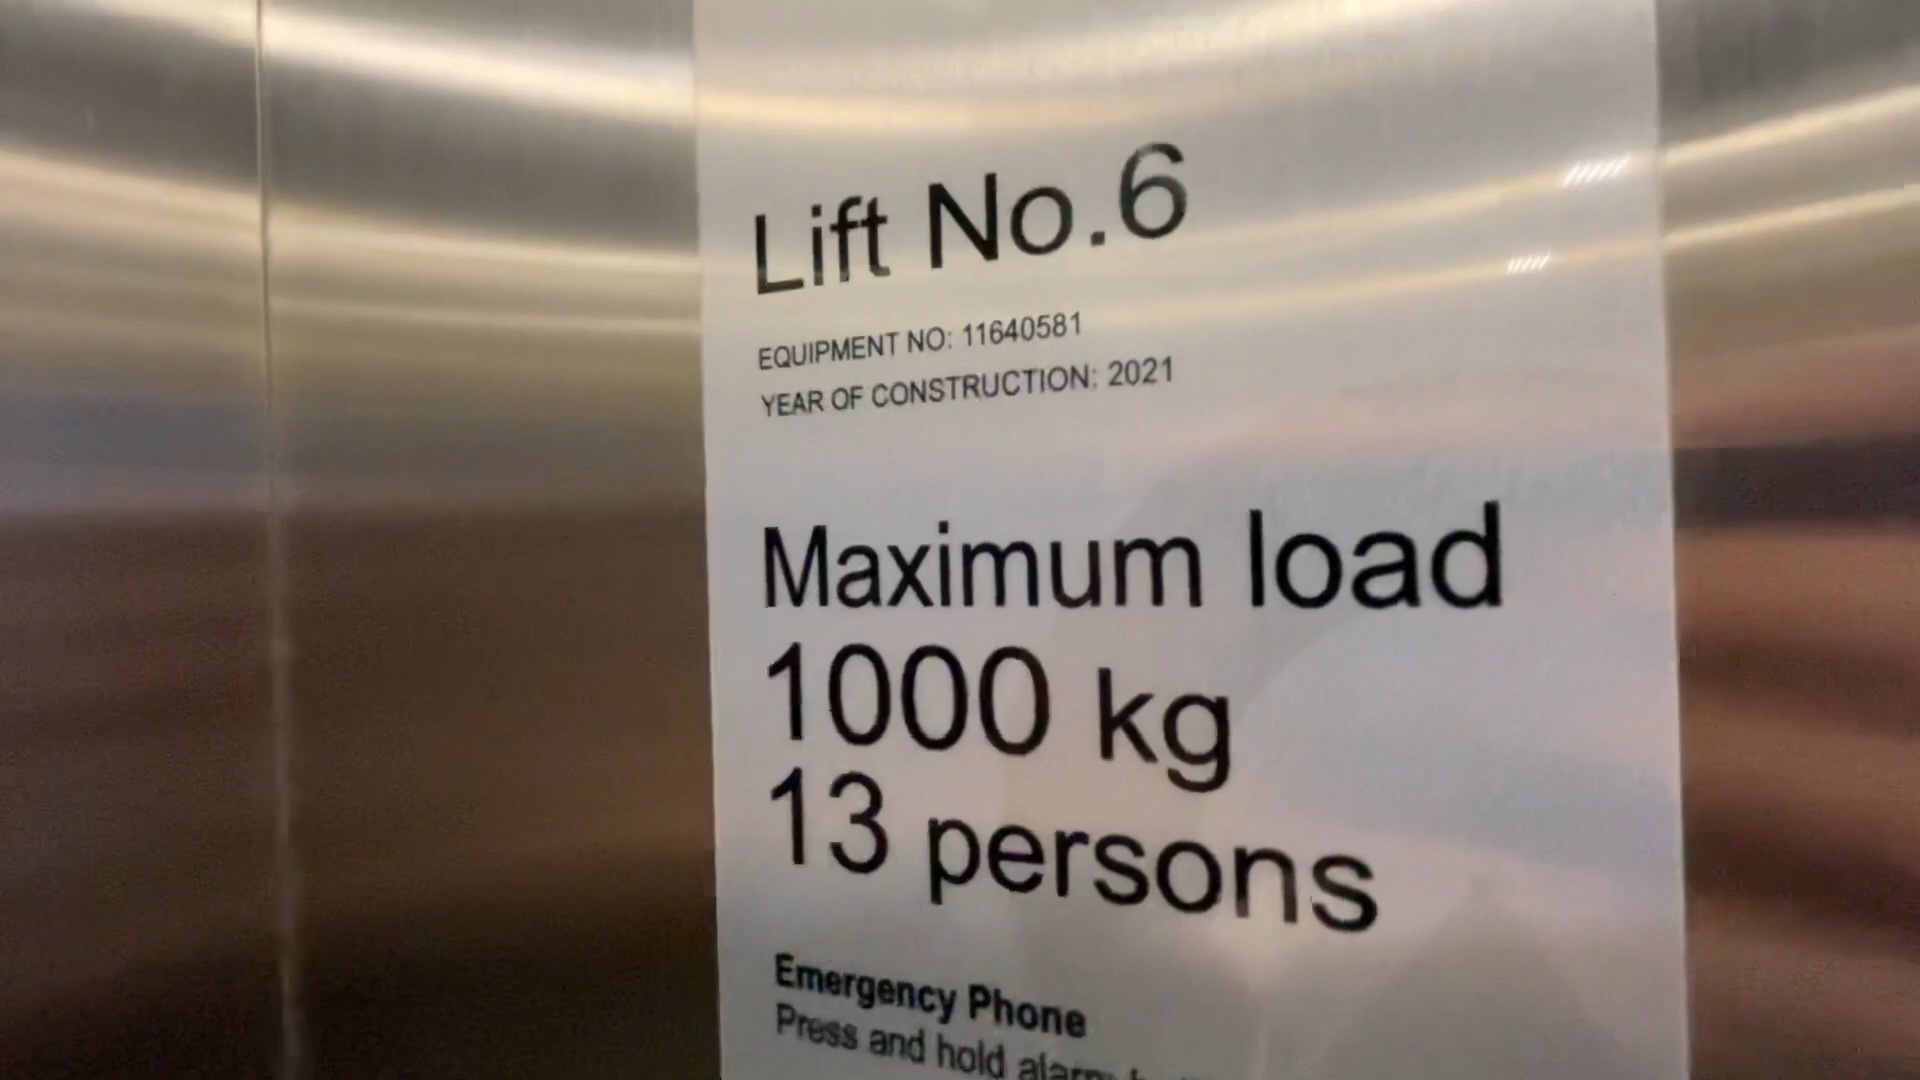 Lift No.6
EQUIPMENT NO: 11640581
YEAR OF CONSTRUCTION: 2021
Maximum load
1000 kg
13 persons
Emergency Phone
Press and hold alarm